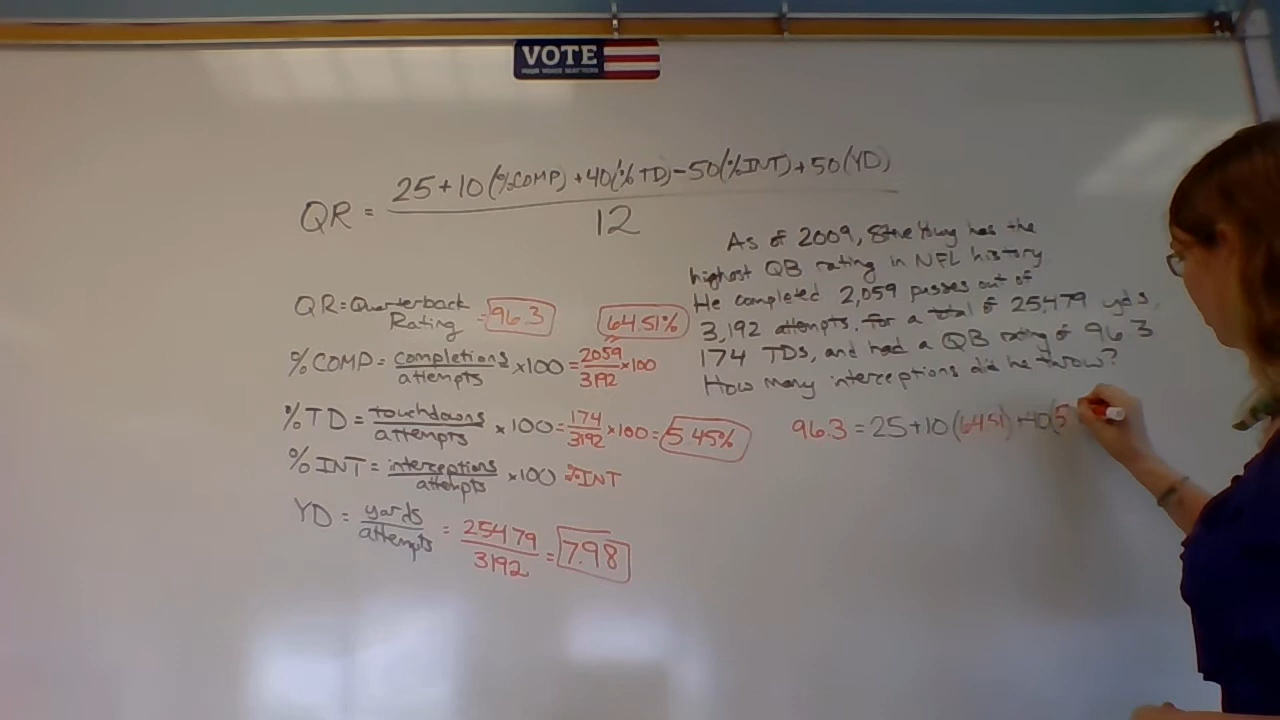 VOTE
QR = 25+10(%COMP)+40(%TD)-50(%INT)+50(YD)
12
As of 2009, Steve Young has the
highest QB rating in NFL history
He completed 2,059 passes out of
3,192 attempts. for a total of 25,479 yds,
174 TDs, and had a QB rating of 96.3
How many interceptions did he throw?
QR = Quarterback Rating = 96.3
64.51%
%COMP = completions/attempts × 100 = 2059/3192 × 100
%TD = touchdowns/attempts × 100 = 174/3192 × 100 = 5.45%
%INT = interceptions/attempts × 100 = %INT
YD = yards/attempts = 25479/3192 = 7.98
96.3 = 25+10(64.51)+40(5